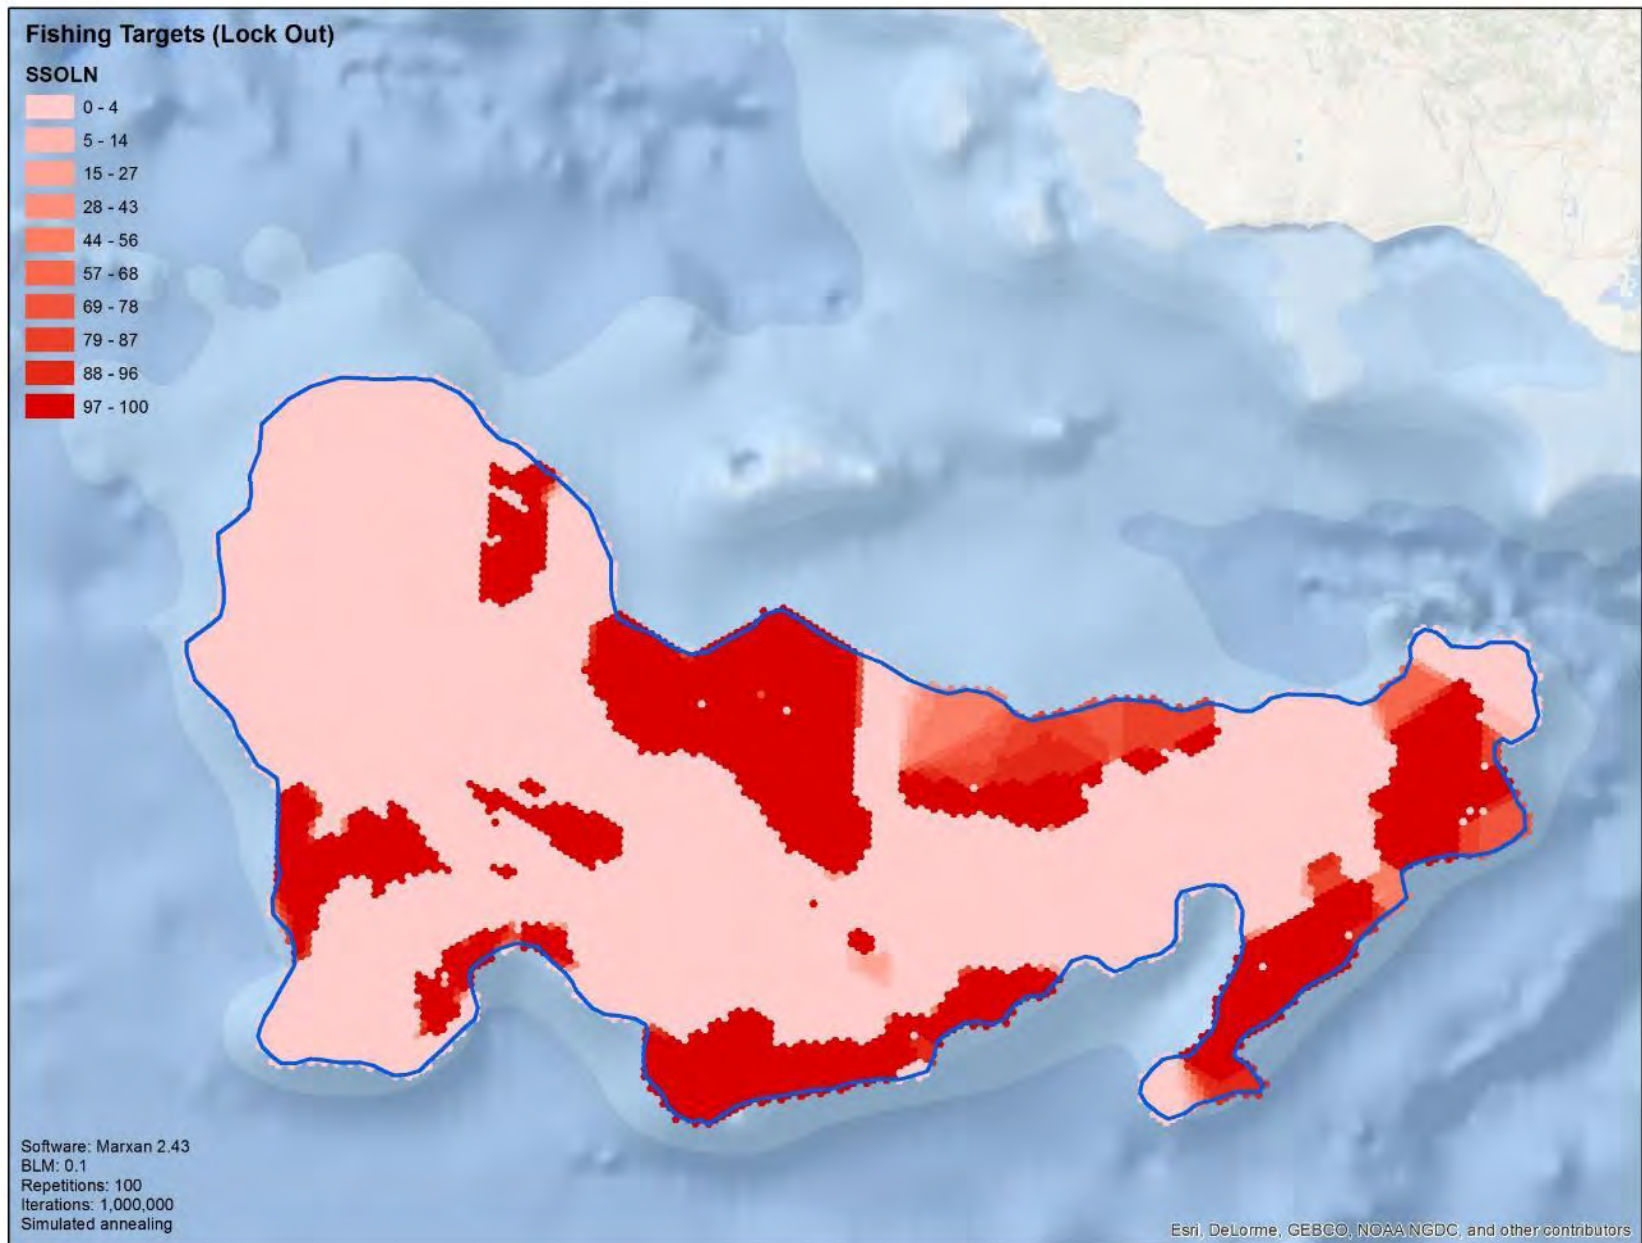 Fishing Targets (Lock Out)
SSOLN
0 - 4
5 - 14
15 - 27
28 - 43
44 - 56
57 - 68
69 - 78
79 - 87
88 - 96
97 - 100
Software: Marxan 2.43
BLM: 0.1
Repetitions: 100
Iterations: 1,000,000
Simulated annealing
Esri, DeLorme, GEBCO, NOAA NGDC, and other contributors